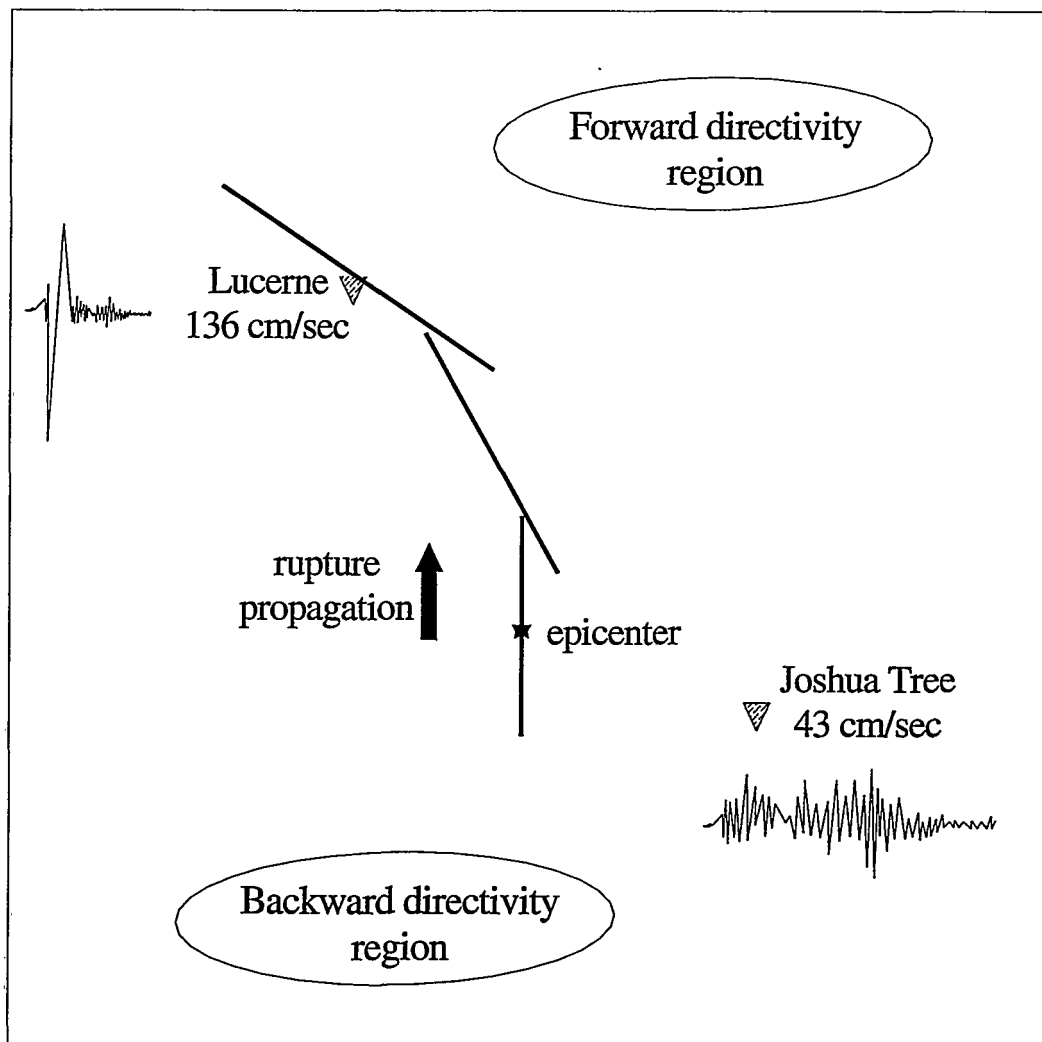 Forward directivity
region
Lucerne
136 cm/sec
rupture
propagation
epicenter
Joshua Tree
43 cm/sec
Backward directivity
region